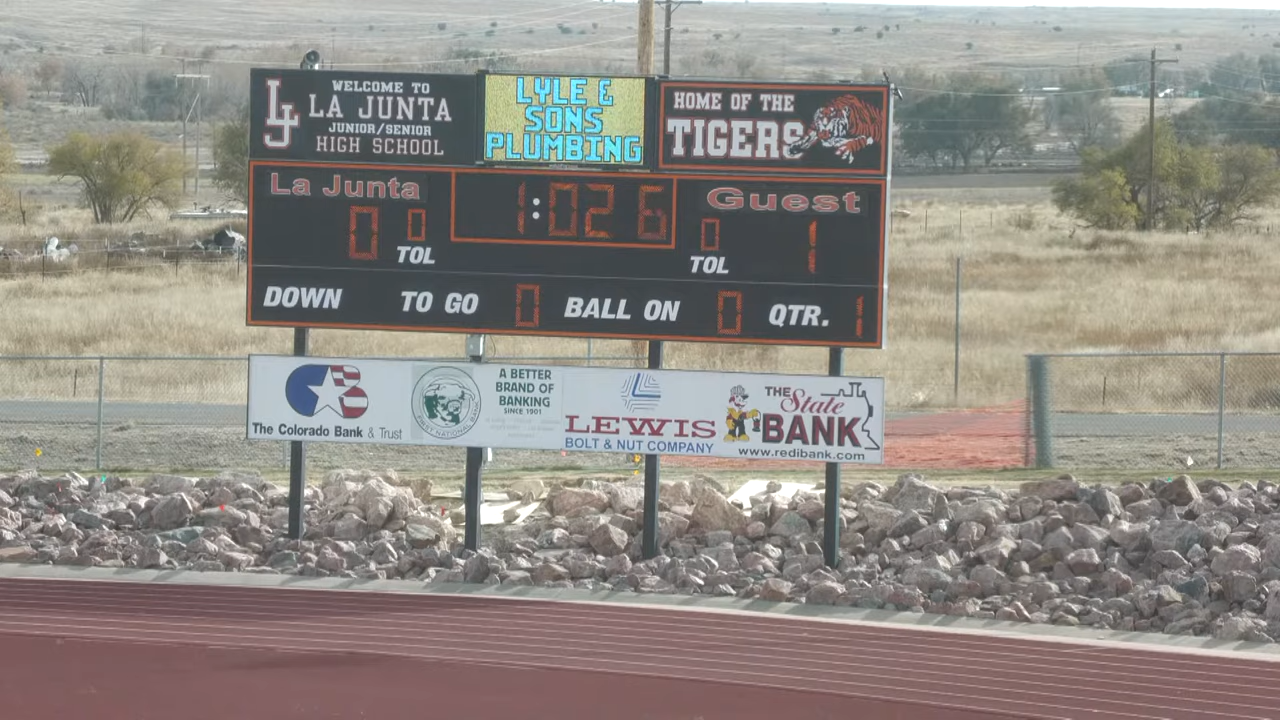 LJ
WELCOME TO
LA JUNTA
JUNIOR/SENIOR
HIGH SCHOOL
LYLE &
SONS
PLUMBING
HOME OF THE
TIGERS
La Junta
1:02 6
Guest
0 0
TOL
0 1
TOL
DOWN TO GO 0 BALL ON 0 QTR. 1
The Colorado Bank & Trust
FIRST NATIONAL BANK
A BETTER
BRAND OF
BANKING
SINCE 1901
LEWIS
BOLT & NUT COMPANY
THE
State
BANK
www.redibank.com